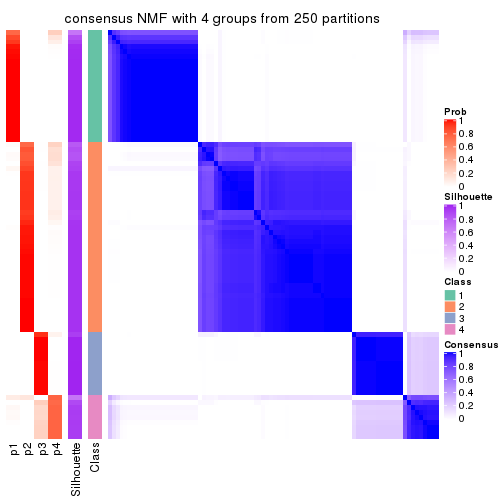 consensus NMF with 4 groups from 250 partitions
Prob
1
0.8
0.6
0.4
0.2
0
Silhouette
1
0.8
0.6
0.4
0.2
0
Class
1
2
3
4
Consensus
1
0.8
0.6
0.4
0.2
0
p1
p2
p3
p4
Silhouette
Class